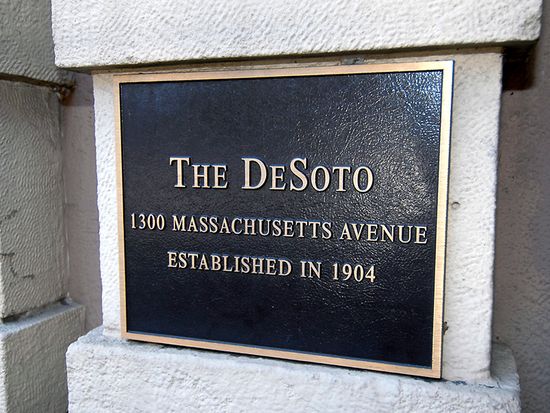 The DeSoto
1300 MASSACHUSETTS AVENUE
ESTABLISHED IN 1904